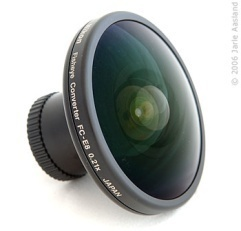 Fisheye Converter FC-E8 0.21x JAPAN
© 2006 Jarle Aasland